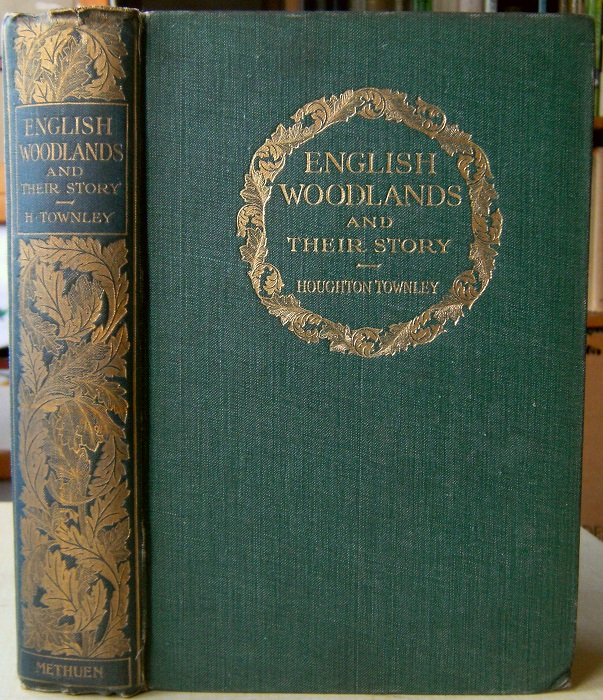 ENGLISH
WOODLANDS
AND
THEIR STORY
H. TOWNLEY
METHUEN
ENGLISH
WOODLANDS
AND
THEIR STORY
HOUGHTON TOWNLEY